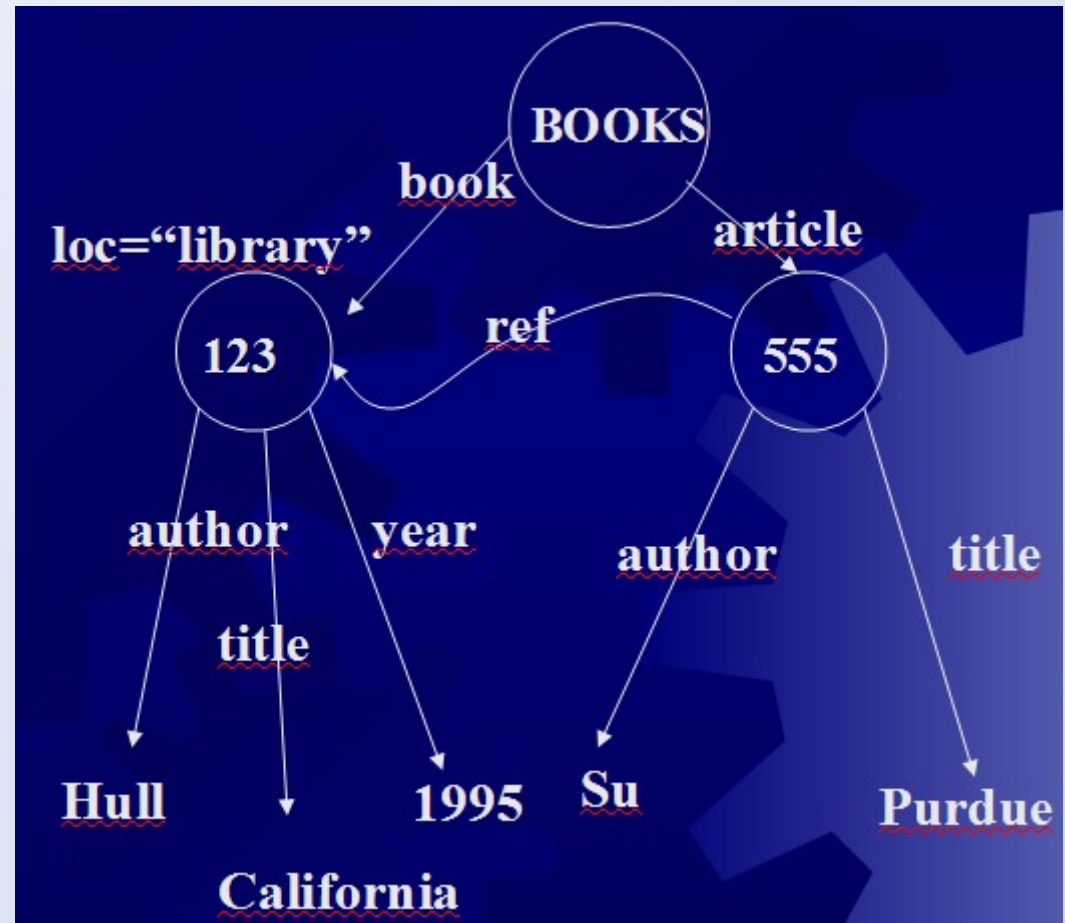 BOOKS
book
article
loc=“library”
ref
123
555
author
year
author
title
title
Hull
1995
Su
Purdue
California